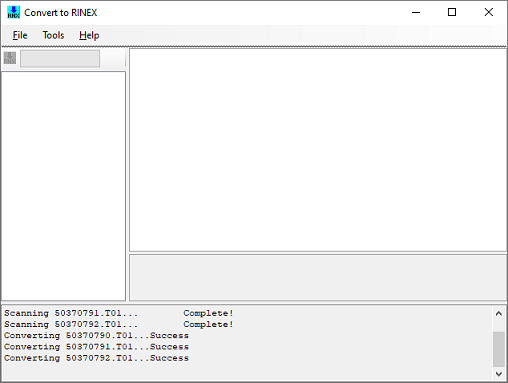 Convert to RINEX
File Tools Help
Scanning 50370791.T01... Complete!
Scanning 50370792.T01... Complete!
Converting 50370790.T01...Success
Converting 50370791.T01...Success
Converting 50370792.T01...Success